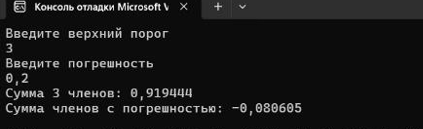 Консоль отладки Microsoft V
Введите верхний порог
3
Введите погрешность
0,2
Сумма 3 членов: 0,919444
Сумма членов с погрешностью: -0,080605